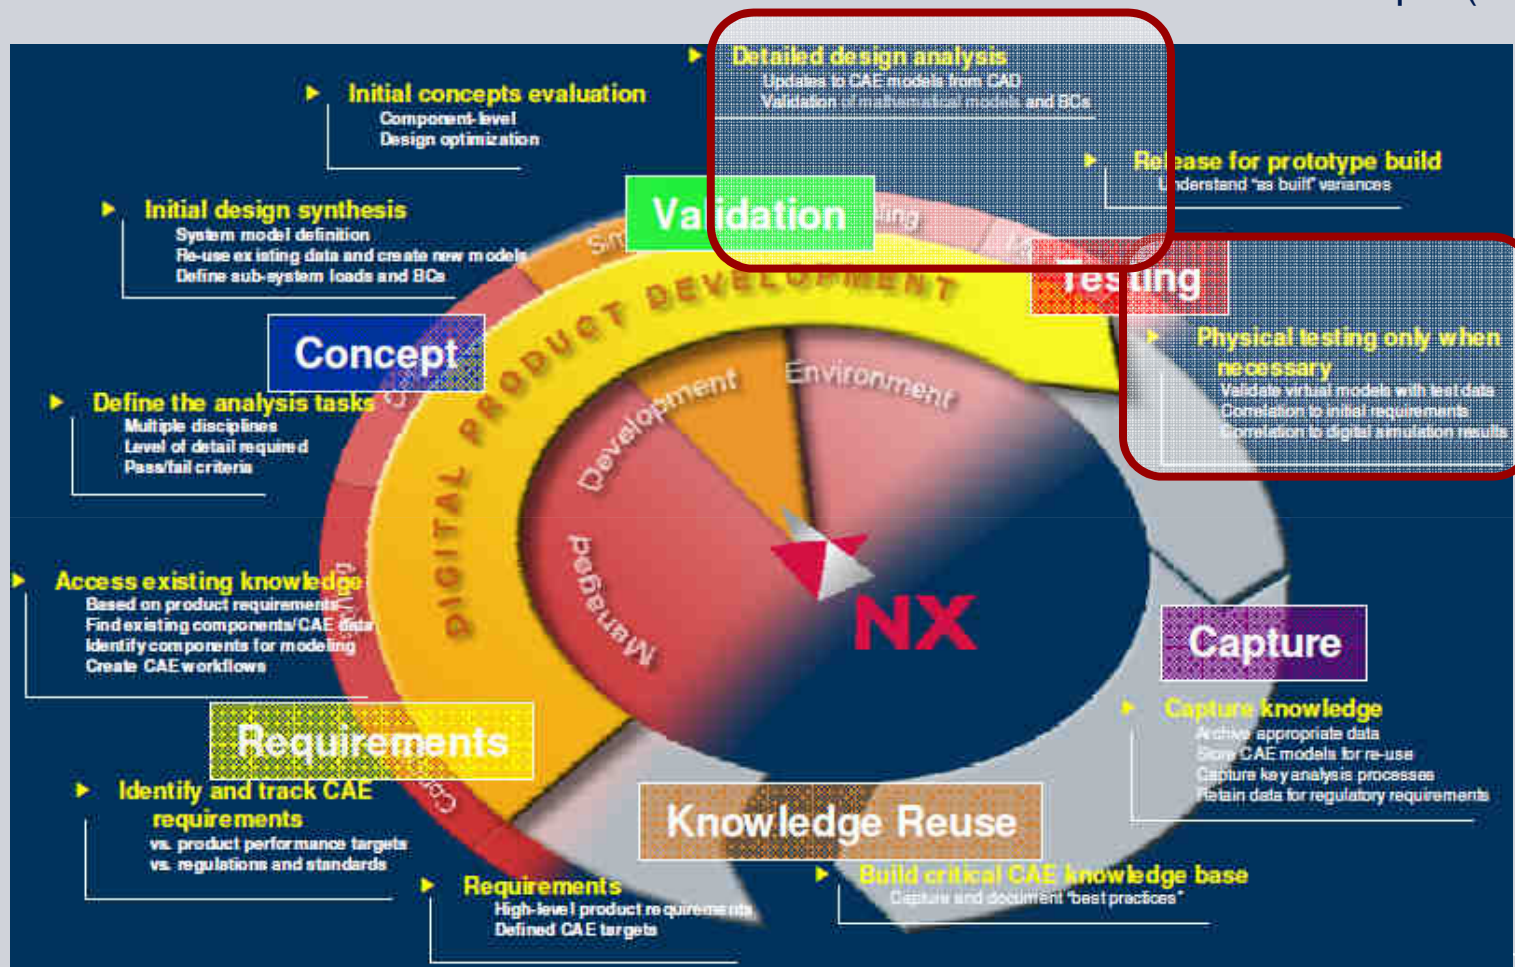 Detailed design analysis
Updates to CAE models from CAD
Validation of mathematical models and BCs
Initial concepts evaluation
Component-level
Design optimization
Release for prototype build
Understand "as built" variances
Initial design synthesis
System model definition
Re-use existing data and create new models
Define sub-system loads and BCs
Validation
Testing
DIGITAL PRODUCT DEVELOPMENT
Concept
Physical testing only when
necessary
Validate virtual models with test data
Correlation to initial requirements
Correlation to digital simulation results
Define the analysis tasks
Multiple disciplines
Level of detail required
Pass/fail criteria
Managed Development Environment
NX
Access existing knowledge
Based on product requirements
Find existing components/CAE data
Identify components for modeling
Create CAE workflows
Capture
Capture knowledge
Archive appropriate data
Store CAE models for re-use
Capture key analysis processes
Retain data for regulatory requirements
Requirements
Identify and track CAE
requirements
vs. product performance targets
vs. regulations and standards
Knowledge Reuse
Build critical CAE knowledge base
Capture and document "best practices"
Requirements
High-level product requirements
Defined CAE targets